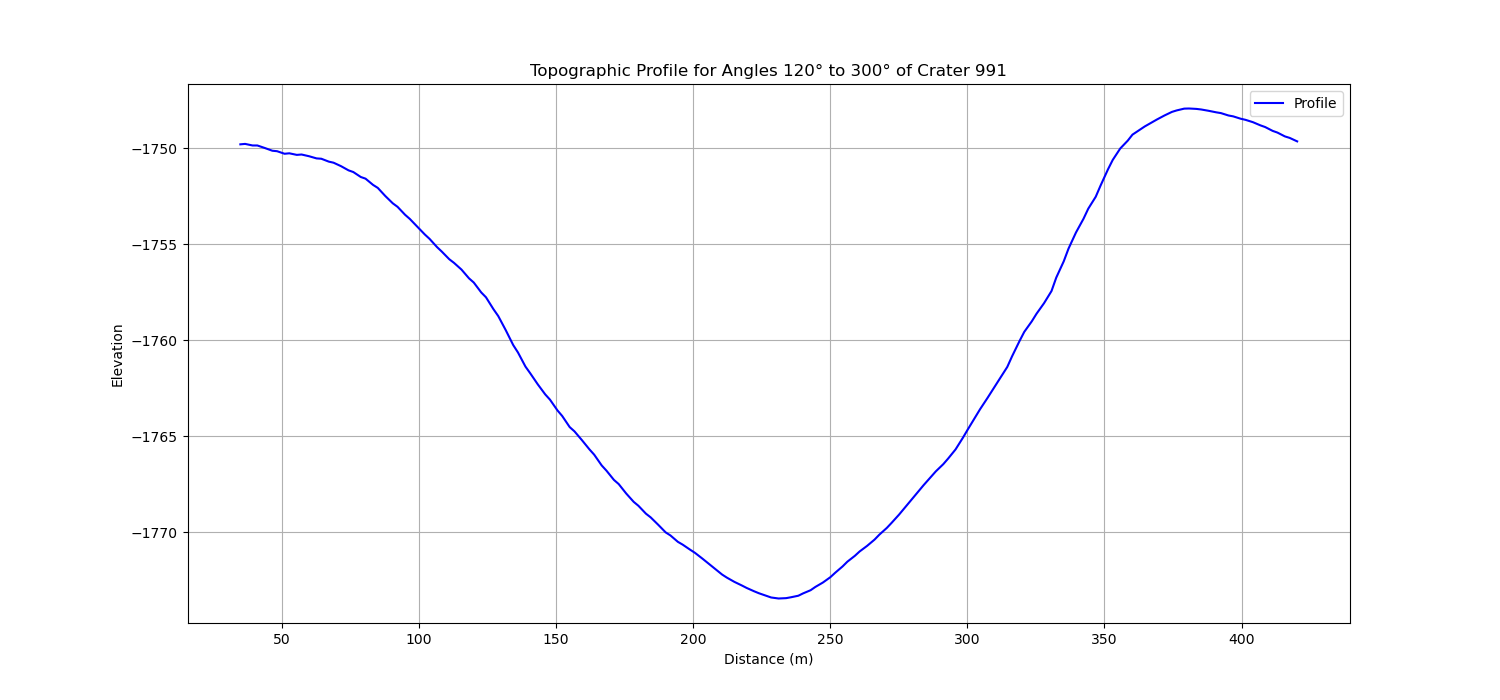 Topographic Profile for Angles 120° to 300° of Crater 991
Profile
Elevation
−1750
−1755
−1760
−1765
−1770
50 100 150 200 250 300 350 400
Distance (m)